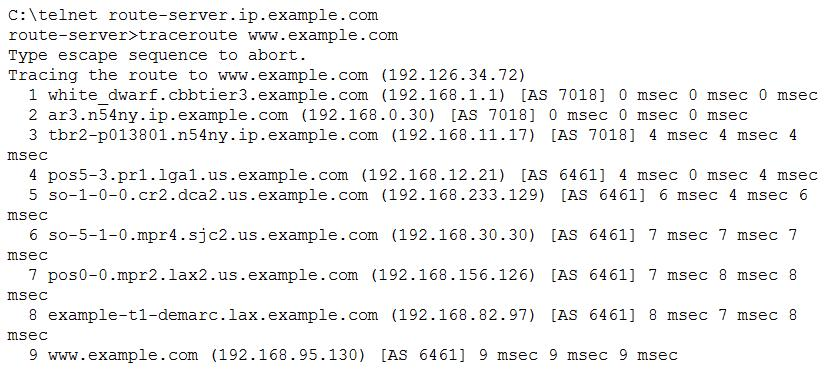 C:\telnet route-server.ip.example.com
route-server>traceroute www.example.com
Type escape sequence to abort.
Tracing the route to www.example.com (192.126.34.72)
1 white_dwarf.cbbtier3.example.com (192.168.1.1) [AS 7018] 0 msec 0 msec 0 msec
2 ar3.n54ny.ip.example.com (192.168.0.30) [AS 7018] 0 msec 0 msec 0 msec
3 tbr2-p013801.n54ny.ip.example.com (192.168.11.17) [AS 7018] 4 msec 4 msec 4
msec
4 pos5-3.pr1.lga1.us.example.com (192.168.12.21) [AS 6461] 4 msec 0 msec 4 msec
5 so-1-0-0.cr2.dca2.us.example.com (192.168.233.129) [AS 6461] 6 msec 4 msec 6
msec
6 so-5-1-0.mpr4.sjc2.us.example.com (192.168.30.30) [AS 6461] 7 msec 7 msec 7
msec
7 pos0-0.mpr2.lax2.us.example.com (192.168.156.126) [AS 6461] 7 msec 8 msec 8
msec
8 example-t1-demarc.lax.example.com (192.168.82.97) [AS 6461] 8 msec 7 msec 8
msec
9 www.example.com (192.168.95.130) [AS 6461] 9 msec 9 msec 9 msec